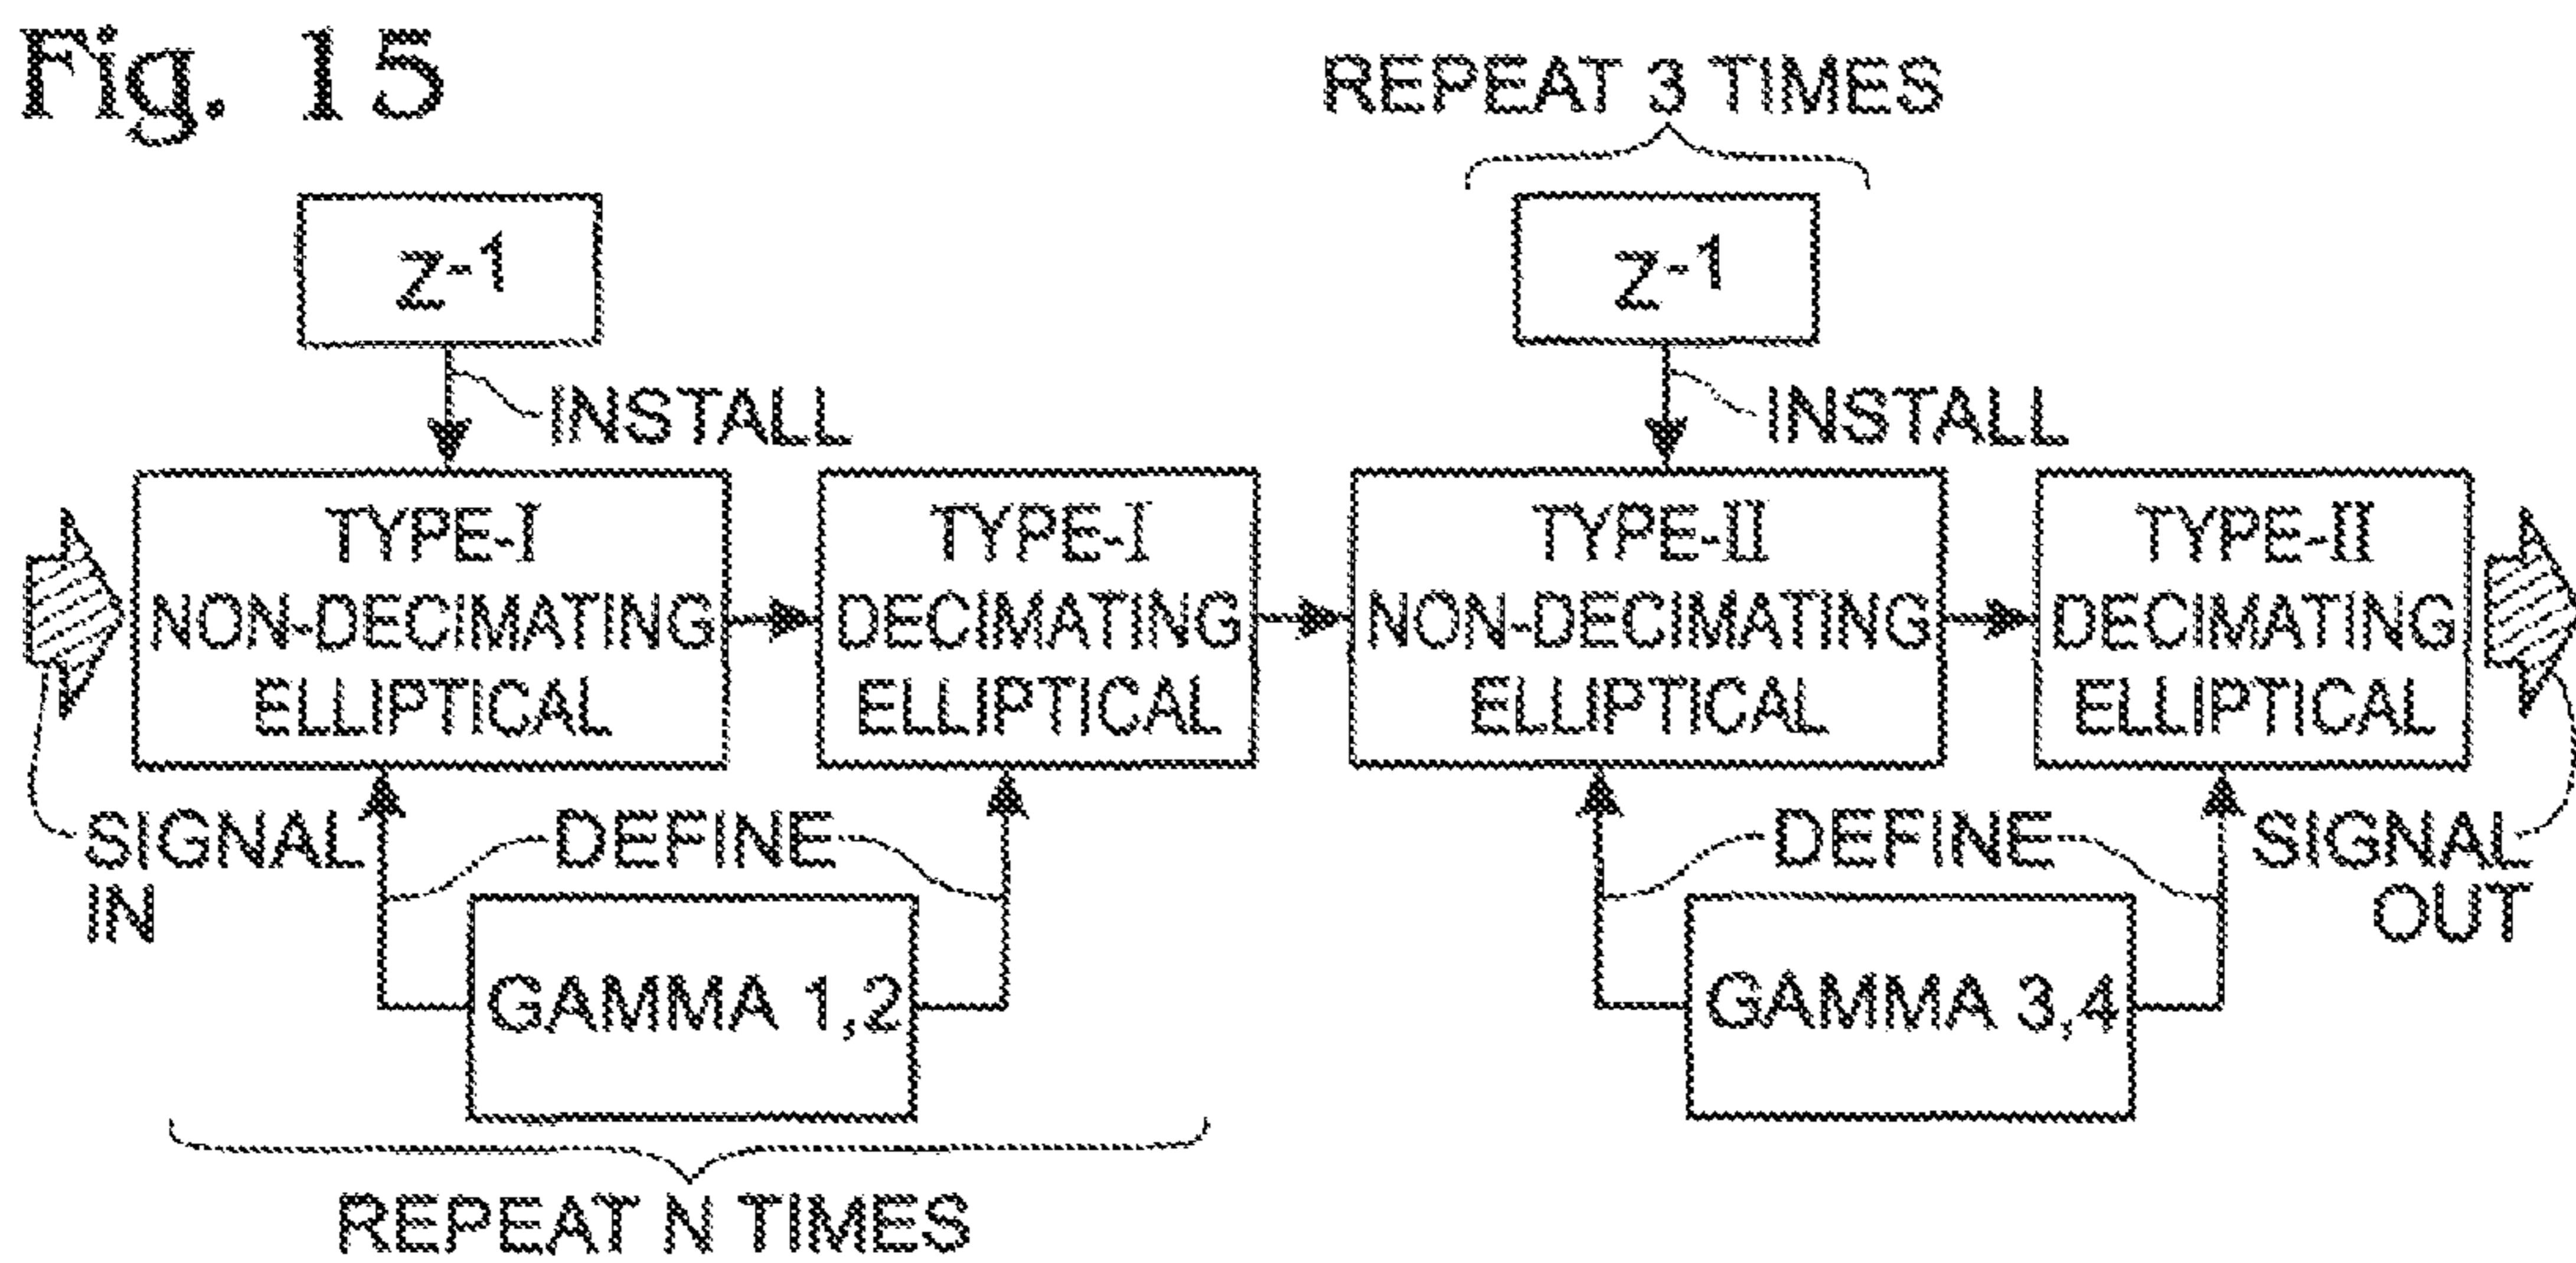 Fig. 15
REPEAT 3 TIMES
z-1
z-1
INSTALL
INSTALL
TYPE-I
NON-DECIMATING
ELLIPTICAL
TYPE-I
DECIMATING
ELLIPTICAL
TYPE-II
NON-DECIMATING
ELLIPTICAL
TYPE-II
DECIMATING
ELLIPTICAL
SIGNAL
IN
DEFINE
DEFINE
SIGNAL
OUT
GAMMA 1,2
GAMMA 3,4
REPEAT N TIMES